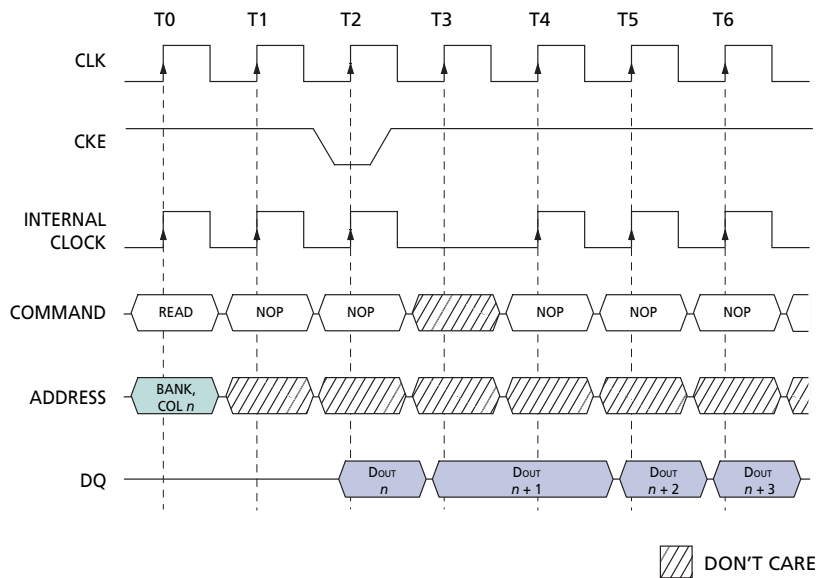 T0 T1 T2 T3 T4 T5 T6
CLK
CKE
INTERNAL
CLOCK
COMMAND READ NOP NOP NOP NOP NOP
ADDRESS BANK,
COL n
DQ DOUT DOUT DOUT DOUT
n n + 1 n + 2 n + 3
DON'T CARE